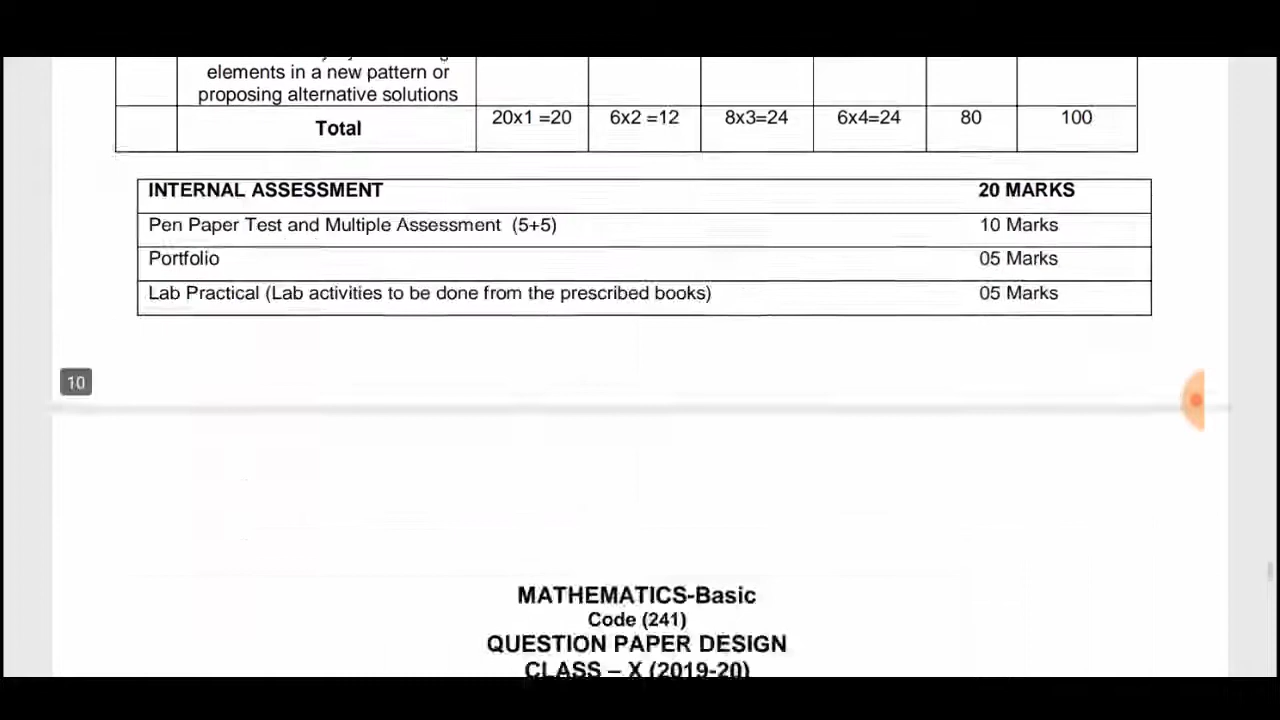 elements in a new pattern or
proposing alternative solutions
Total 20x1 =20 6x2 =12 8x3=24 6x4=24 80 100
INTERNAL ASSESSMENT 20 MARKS
Pen Paper Test and Multiple Assessment (5+5) 10 Marks
Portfolio 05 Marks
Lab Practical (Lab activities to be done from the prescribed books) 05 Marks
10
MATHEMATICS-Basic
Code (241)
QUESTION PAPER DESIGN
CLASS – X (2019-20)